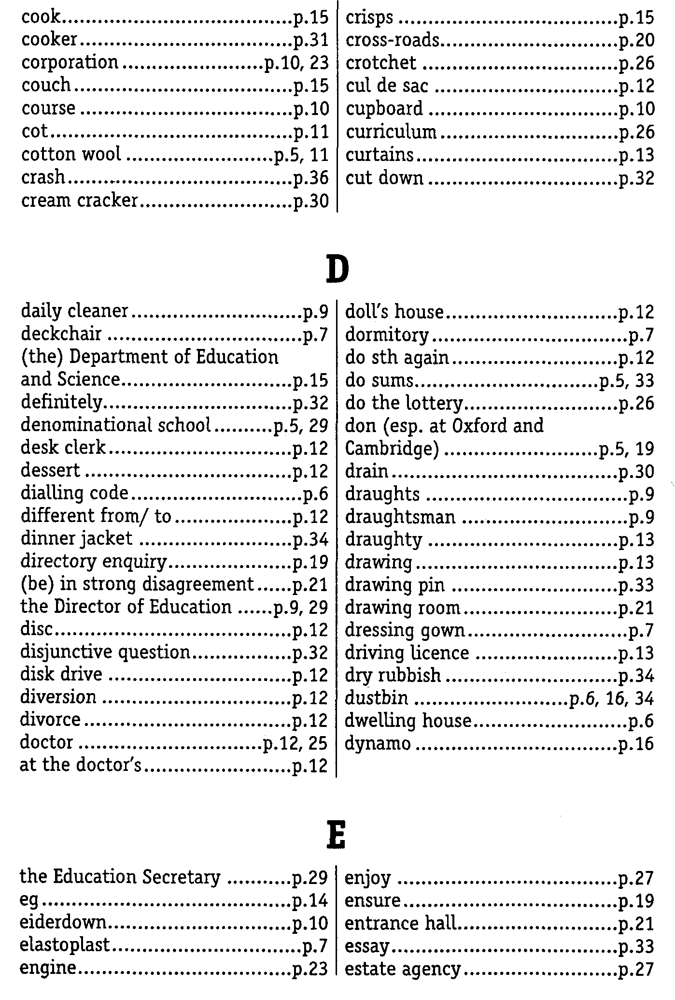 cook......................................p.15
cooker...................................p.31
corporation.......................p.10, 23
couch....................................p.15
course ...................................p.10
cot........................................p.11
cotton wool ........................p.5, 11
crash.....................................p.36
cream cracker.........................p.30
crisps ....................................p.15
cross-roads.............................p.20
crotchet ................................p.26
cul de sac ..............................p.12
cupboard ...............................p.10
curriculum.............................p.26
curtains.................................p.13
cut down ...............................p.32
D
daily cleaner............................p.9
deckchair ................................p.7
(the) Department of Education
and Science............................p.15
definitely...............................p.32
denominational school..........p.5, 29
desk clerk..............................p.12
dessert ..................................p.12
dialling code............................p.6
different from/ to...................p.12
dinner jacket .........................p.34
directory enquiry....................p.19
(be) in strong disagreement......p.21
the Director of Education ......p.9, 29
disc.......................................p.12
disjunctive question................p.32
disk drive ..............................p.12
diversion ...............................p.12
divorce..................................p.12
doctor ..............................p.12, 25
at the doctor's........................p.12
doll's house............................p.12
dormitory................................p.7
do sth again...........................p.12
do sums..............................p.5, 33
do the lottery.........................p.26
don (esp. at Oxford and
Cambridge) .........................p.5, 19
drain.....................................p.30
draughts .................................p.9
draughtsman ...........................p.9
draughty ...............................p.13
drawing.................................p.13
drawing pin ...........................p.33
drawing room.........................p.21
dressing gown..........................p.7
driving licence .......................p.13
dry rubbish ............................p.34
dustbin .........................p.6, 16, 34
dwelling house.........................p.6
dynamo .................................p.16
E
the Education Secretary ...........p.29
eg.........................................p.14
eiderdown..............................p.10
elastoplast...............................p.7
engine...................................p.23
enjoy ....................................p.27
ensure...................................p.19
entrance hall..........................p.21
essay.....................................p.33
estate agency.........................p.27